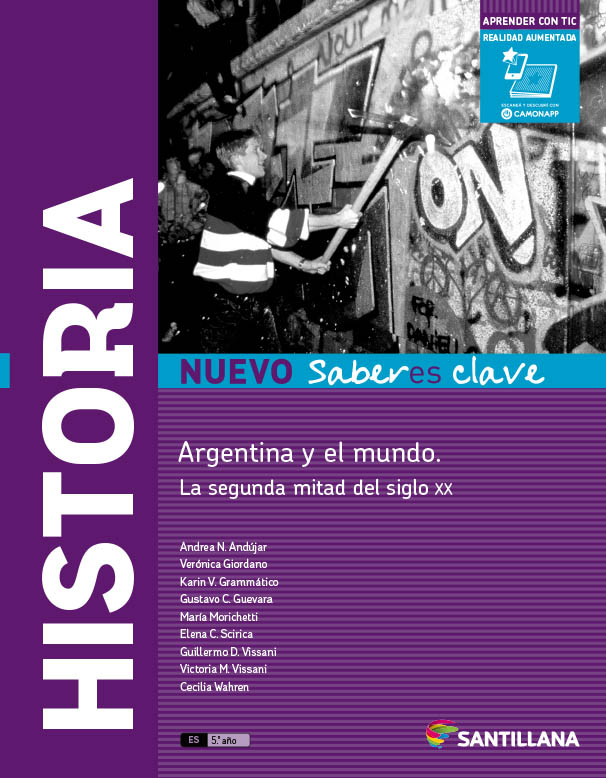 APRENDER CON TIC
REALIDAD AUMENTADA
ESCANEÁ Y DESCUBRÍ CON
CAMONAPP
ON
FOR
HISTORIA
NUEVO Saberes clave
Argentina y el mundo.
La segunda mitad del siglo XX
Andrea N. Andújar
Verónica Giordano
Karin V. Grammático
Gustavo C. Guevara
María Morichetti
Elena C. Scirica
Guillermo D. Vissani
Victoria M. Vissani
Cecilia Wahren
ES 5.° año
SANTILLANA